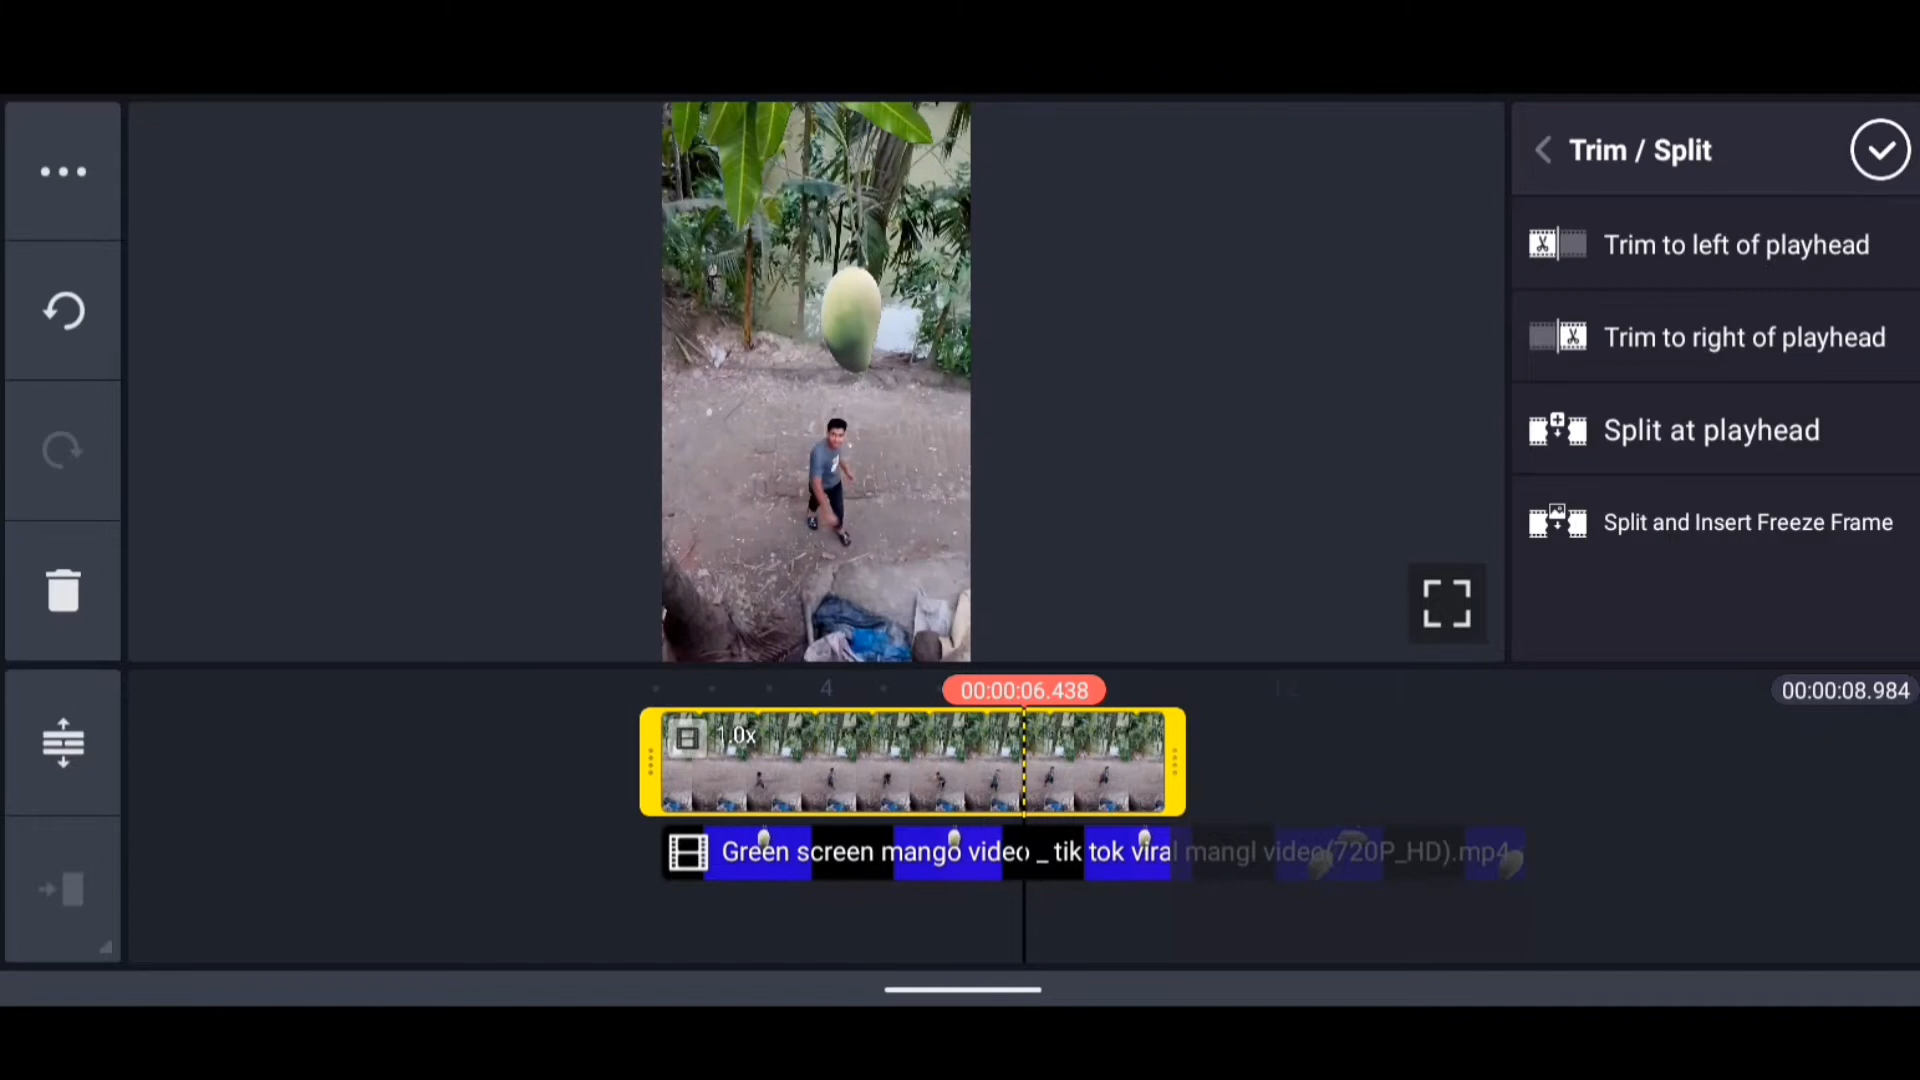 Trim / Split
Trim to left of playhead
Trim to right of playhead
Split at playhead
Split and Insert Freeze Frame
4
00:00:06.438
12
00:00:08.984
1.0x
Green screen mango video _ tik tok viral mangl video(720P_HD).mp4